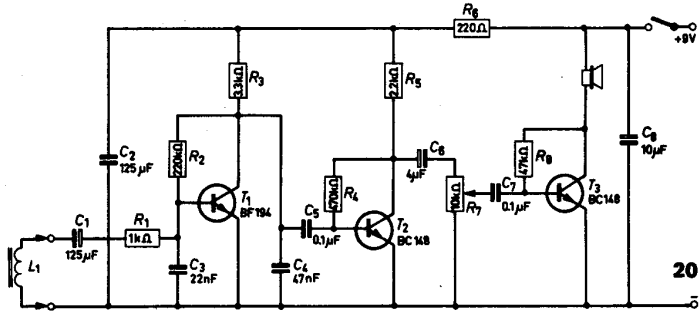 R6
220Ω
+9V
3.3kΩ
R3
2.2kΩ
R5
C2
125µF
220kΩ
R2
C6
4µF
47kΩ
R8
C8
10µF
T1
BF194
470kΩ
R4
10kΩ
R7
C7
0.1µF
T3
BC148
C1
125µF
R1
1kΩ
C5
0.1µF
T2
BC148
L1
C3
22nF
C4
47nF
20